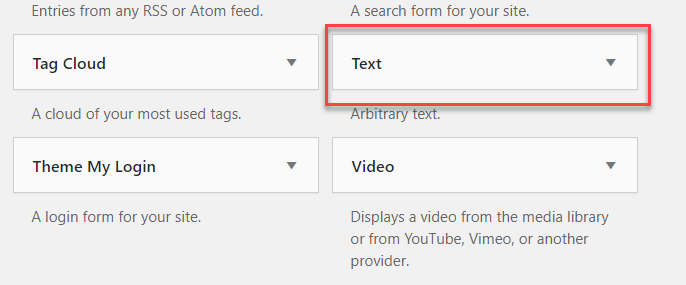 Entries from any RSS or Atom feed.
A search form for your site.
Tag Cloud
Text
A cloud of your most used tags.
Arbitrary text.
Theme My Login
Video
A login form for your site.
Displays a video from the media library
or from YouTube, Vimeo, or another
provider.